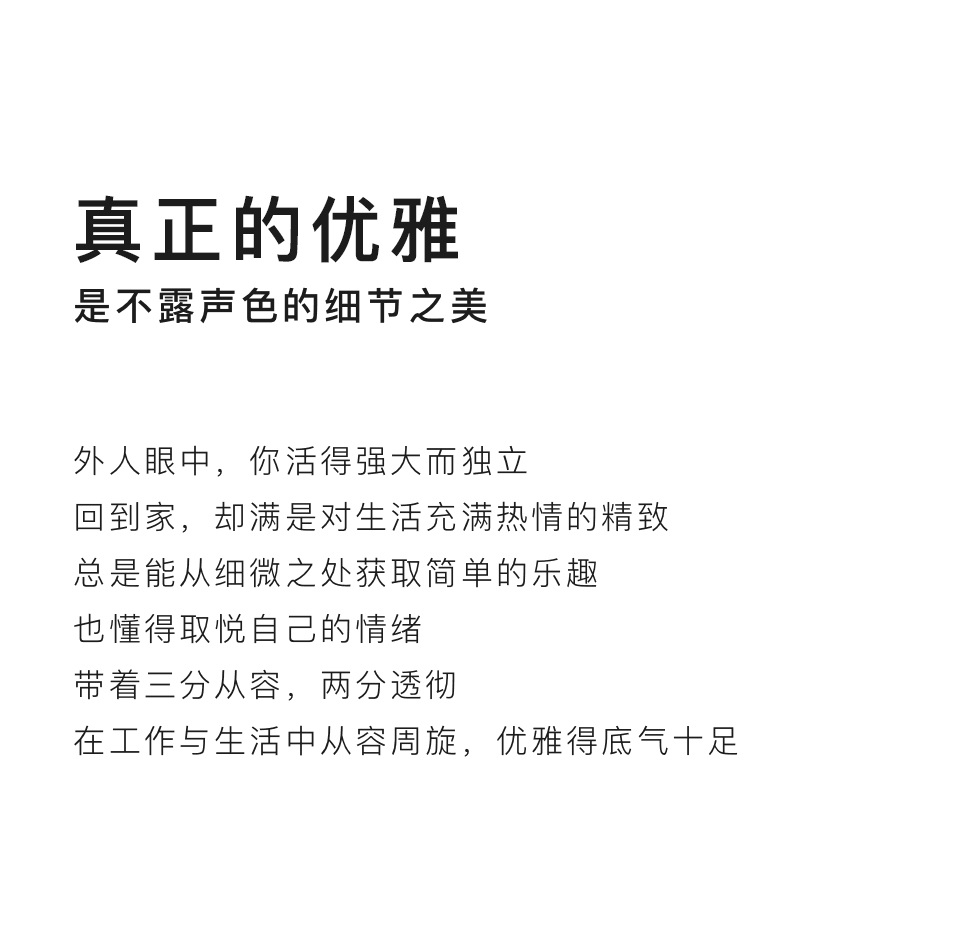 真正的优雅
是不露声色的细节之美
外人眼中，你活得强大而独立
回到家，却满是对生活充满热情的精致
总是能从细微之处获取简单的乐趣
也懂得取悦自己的情绪
带着三分从容，两分透彻
在工作与生活中从容周旋，优雅得底气十足